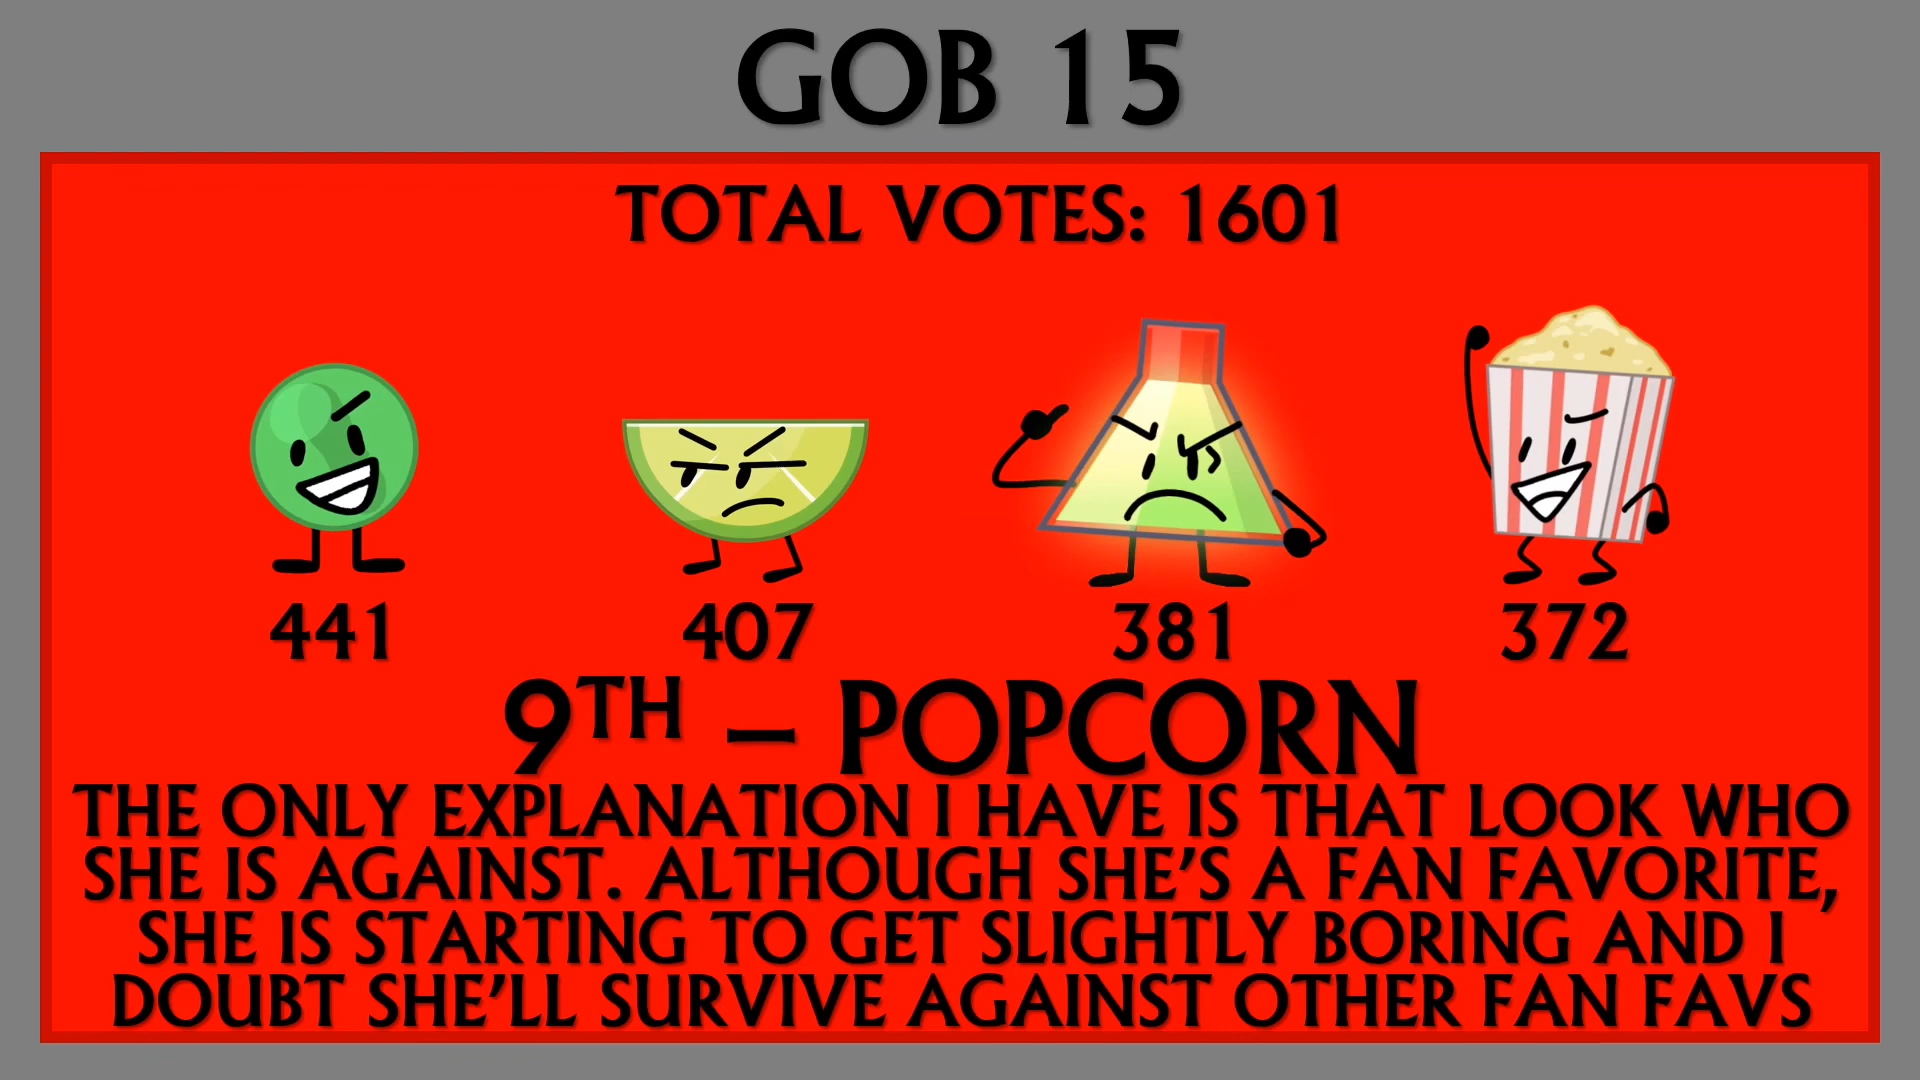 GOB 15
TOTAL VOTES: 1601
441 407 381 372
9TH – POPCORN
THE ONLY EXPLANATION I HAVE IS THAT LOOK WHO
SHE IS AGAINST. ALTHOUGH SHE’S A FAN FAVORITE,
SHE IS STARTING TO GET SLIGHTLY BORING AND I
DOUBT SHE’LL SURVIVE AGAINST OTHER FAN FAVS